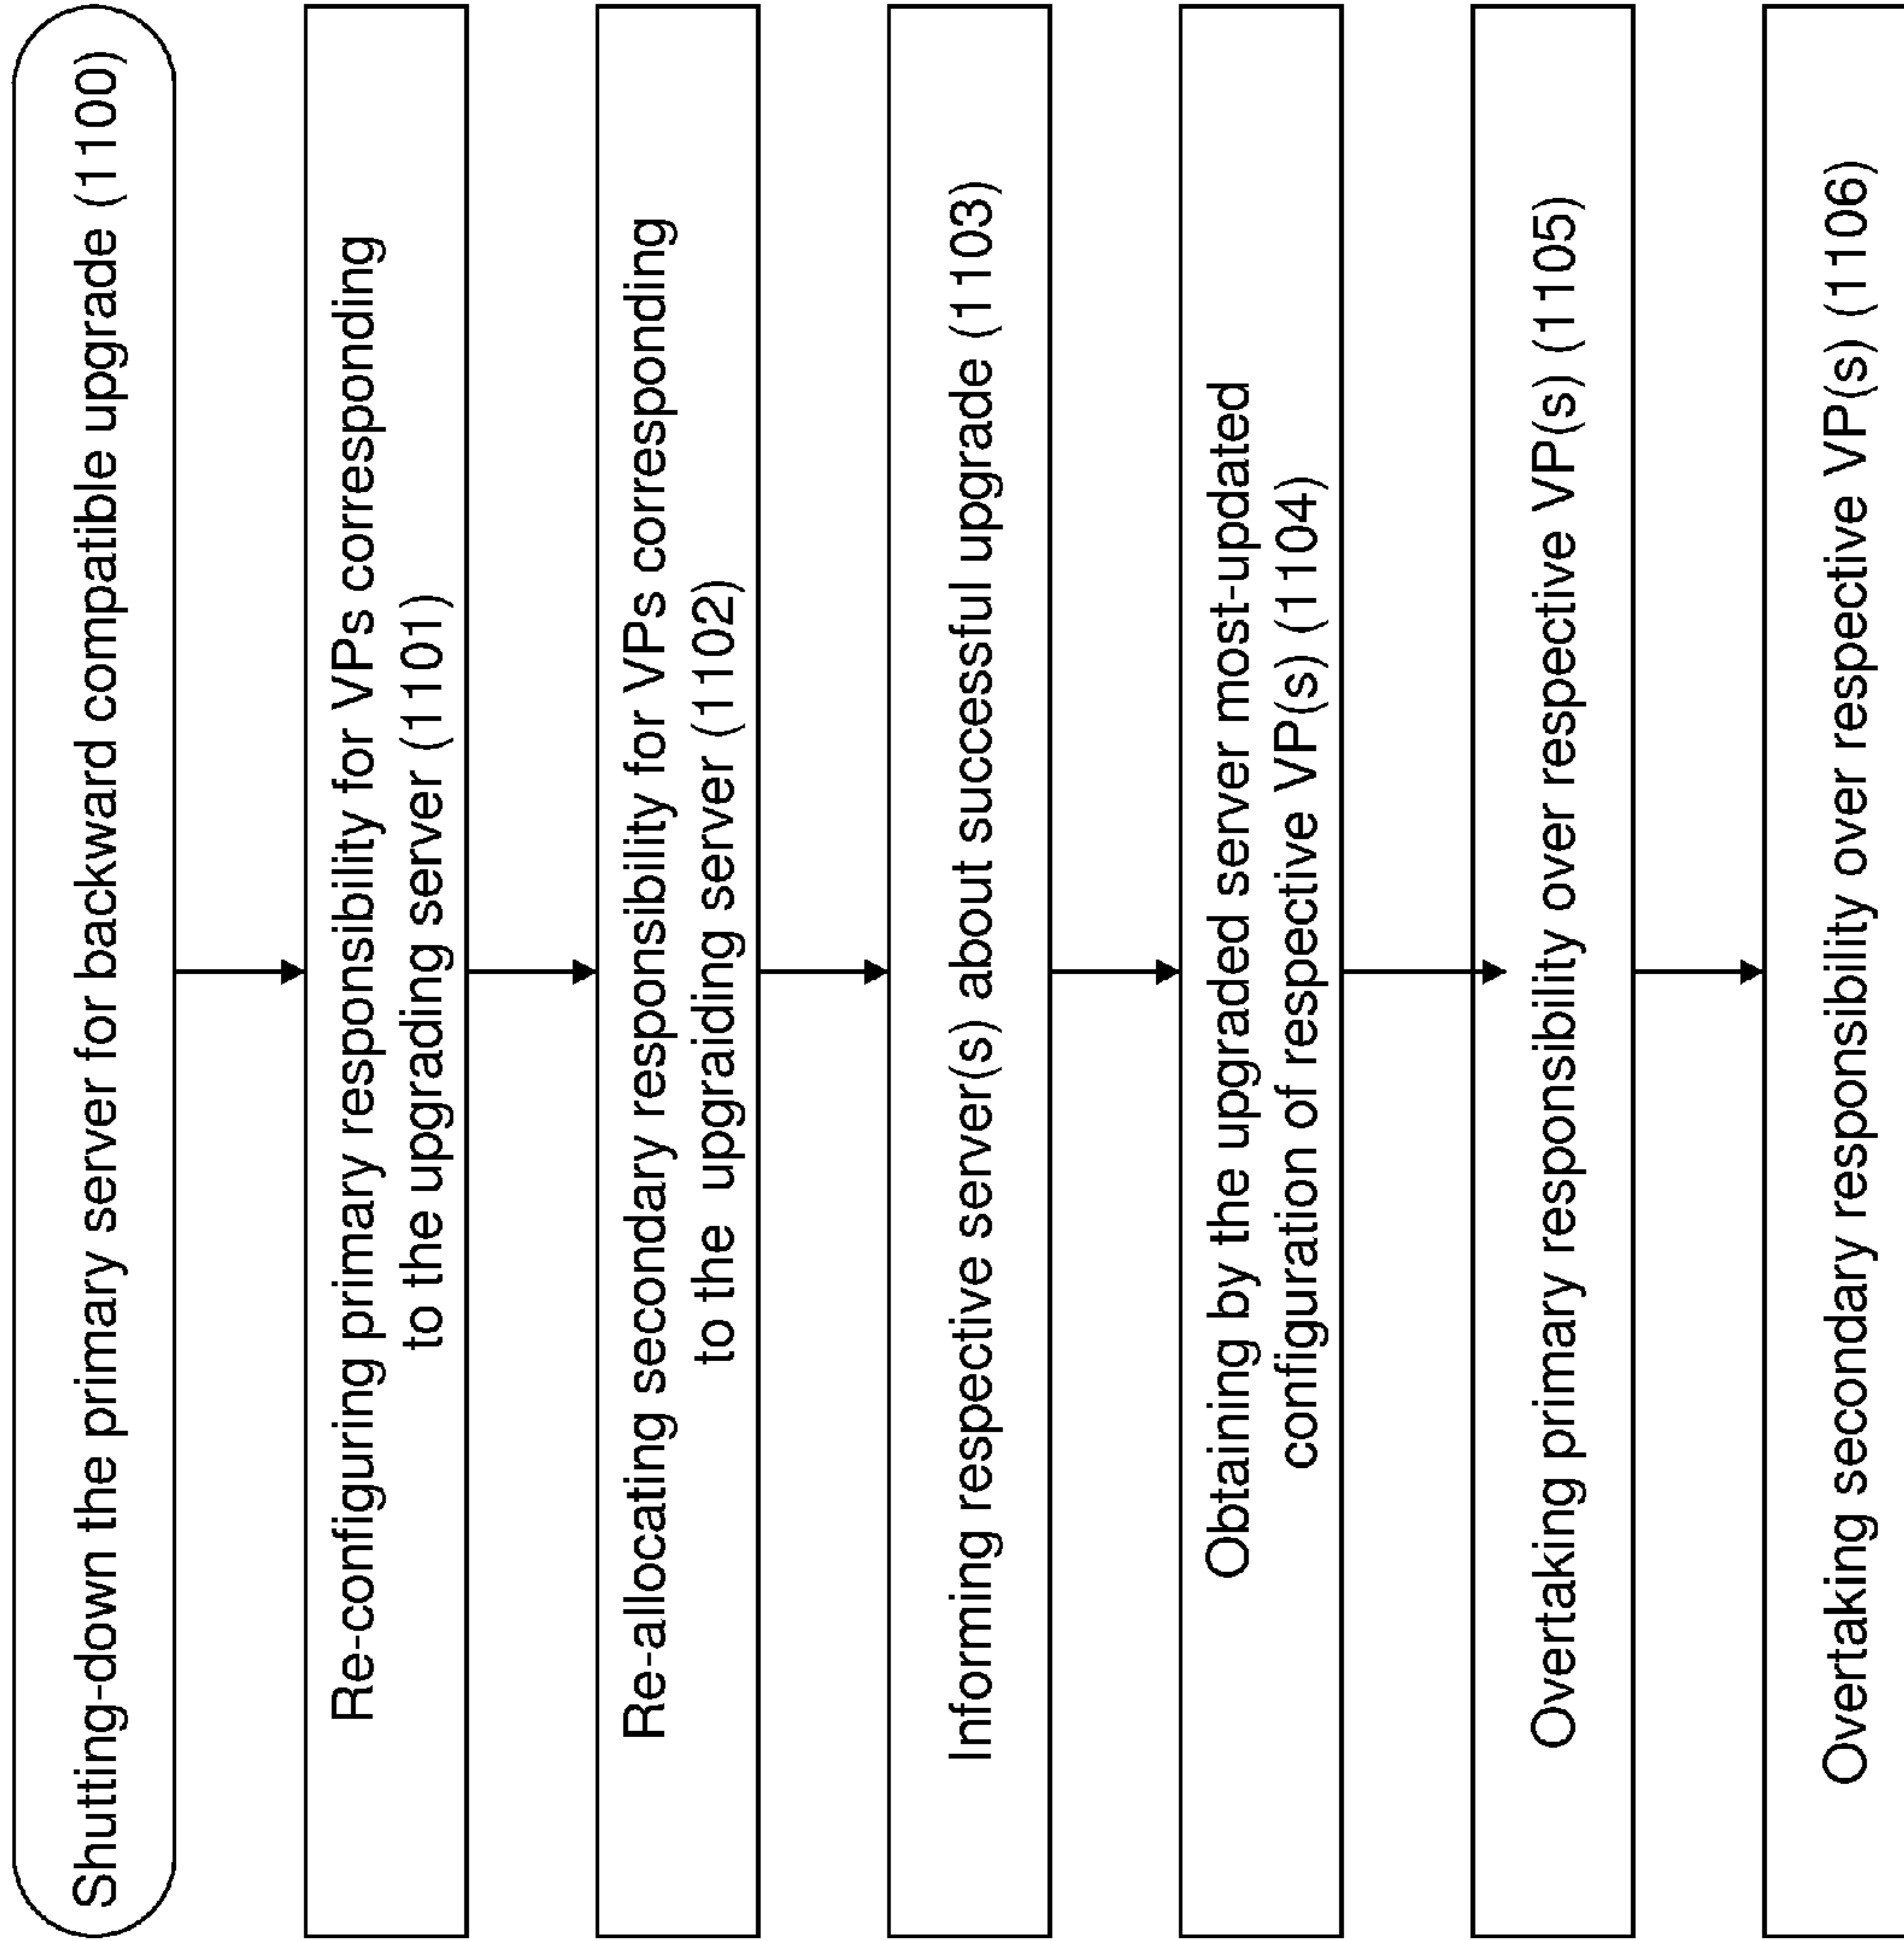 Shuting-down the primary server for backward compatible upgrade (1100)
Re-configuring primary responsibility for VPs corresponding
to the upgrading server (1101)
Re-allocating secondary responsibility for VPs corresponding
to the upgraiding server (1102)
Informing respective server(s) about successful upgrade (1103)
Obtaining by the upgraded server most-updated
configuration of respective VP(s) (1104)
Overtaking primary responsibility over respective VP(s) (1105)
Overtaking secondary responsibility over respective VP(s) (1106)